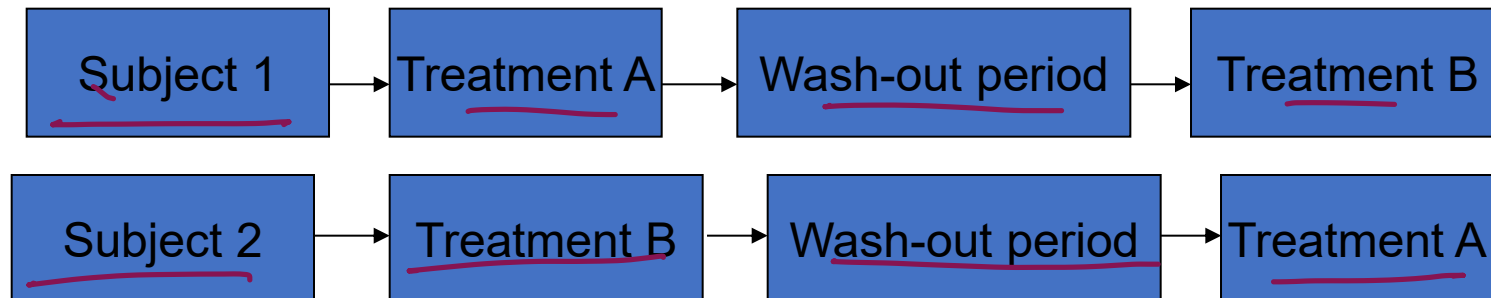 Subject 1 Treatment A Wash-out period Treatment B
Subject 2 Treatment B Wash-out period Treatment A